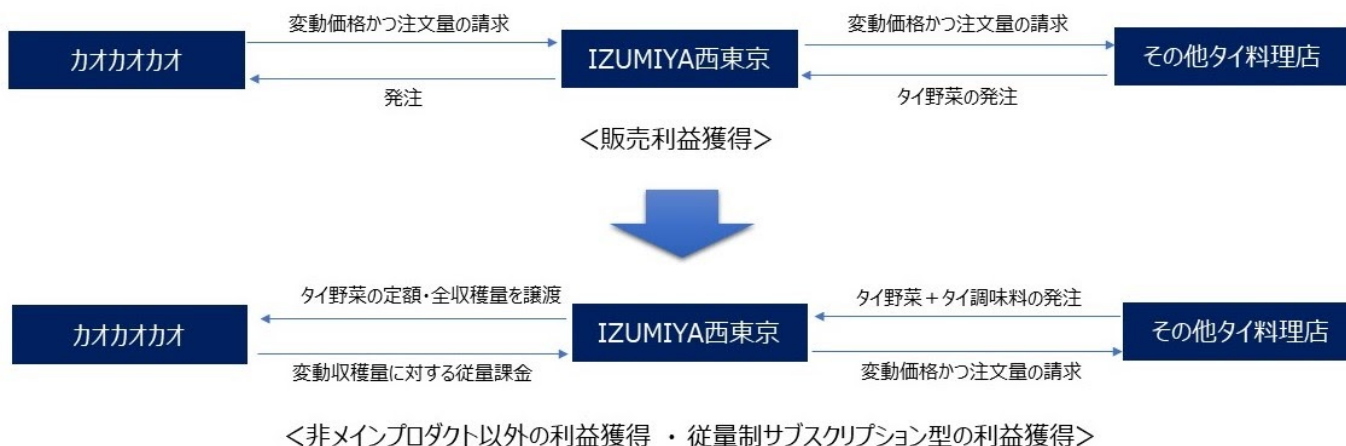 変動価格かつ注文量の請求
変動価格かつ注文量の請求
カオカオカオ
IZUMIYA西東京
その他タイ料理店
発注
タイ野菜の発注
＜販売利益獲得＞
タイ野菜の定額・全収穫量を譲渡
タイ野菜＋タイ調味料の発注
カオカオカオ
IZUMIYA西東京
その他タイ料理店
変動収穫量に対する従量課金
変動価格かつ注文量の請求
＜非メインプロダクト以外の利益獲得 ・ 従量制サブスクリプション型の利益獲得＞